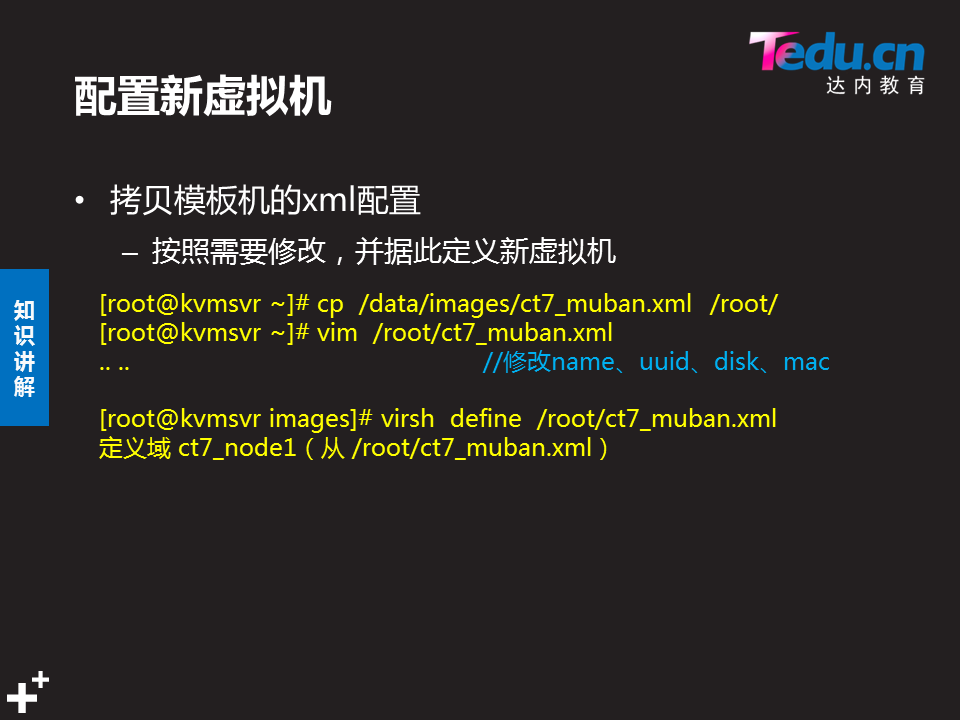 Tedu.cn
达内教育
配置新虚拟机
• 拷贝模板机的xml配置
– 按照需要修改，并据此定义新虚拟机
知识讲解
[root@kvmsvr ~]# cp  /data/images/ct7_muban.xml  /root/
[root@kvmsvr ~]# vim  /root/ct7_muban.xml
.. ..  //修改name、uuid、disk、mac
[root@kvmsvr images]# virsh  define  /root/ct7_muban.xml
定义域 ct7_node1（从 /root/ct7_muban.xml）